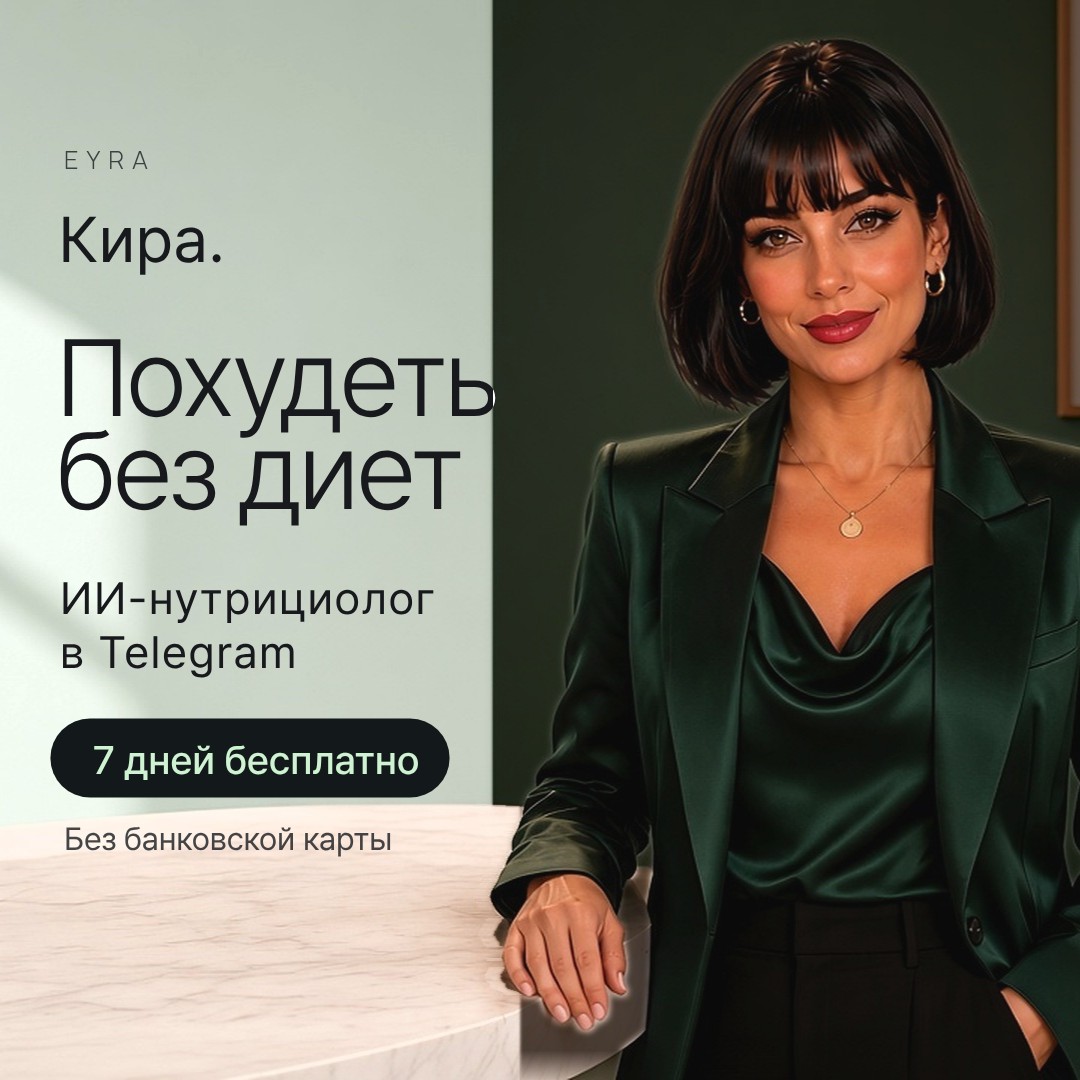 EYRA
Кира.
Похудеть
без диет
ИИ-нутрициолог
в Telegram
7 дней бесплатно
Без банковской карты